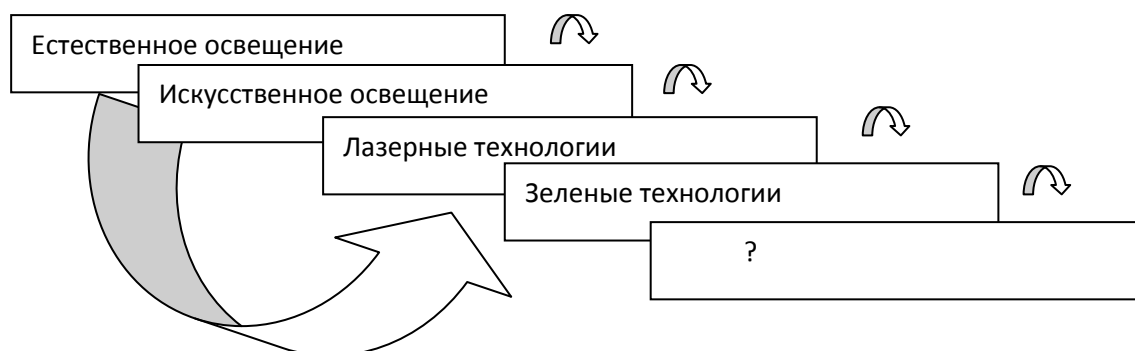 Естественное освещение
Искусственное освещение
Лазерные технологии
Зеленые технологии
?